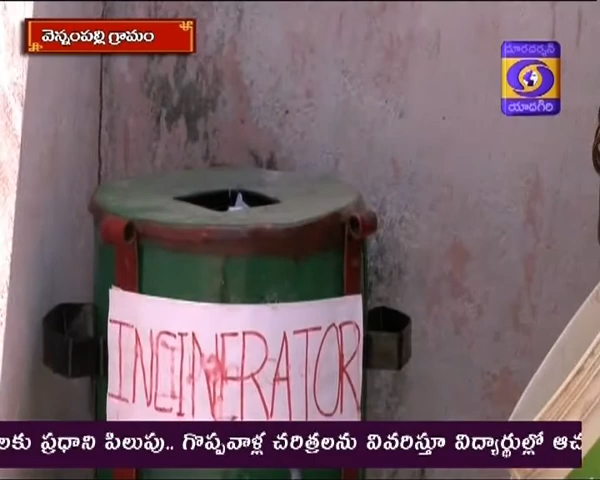 వెన్నంపల్లి గ్రామం
దూరదర్శన్
యాదగిరి
INCINERATOR
లకు ప్రధాని పిలుపు.. గొప్పవాళ్ల చరిత్రలను వివరిస్తూ విద్యార్థుల్లో ఆచ